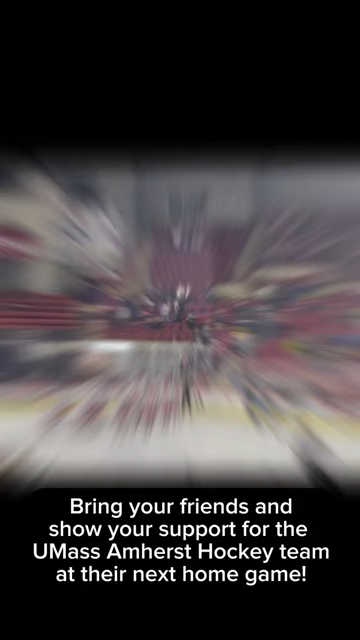 Bring your friends and
show your support for the
UMass Amherst Hockey team
at their next home game!